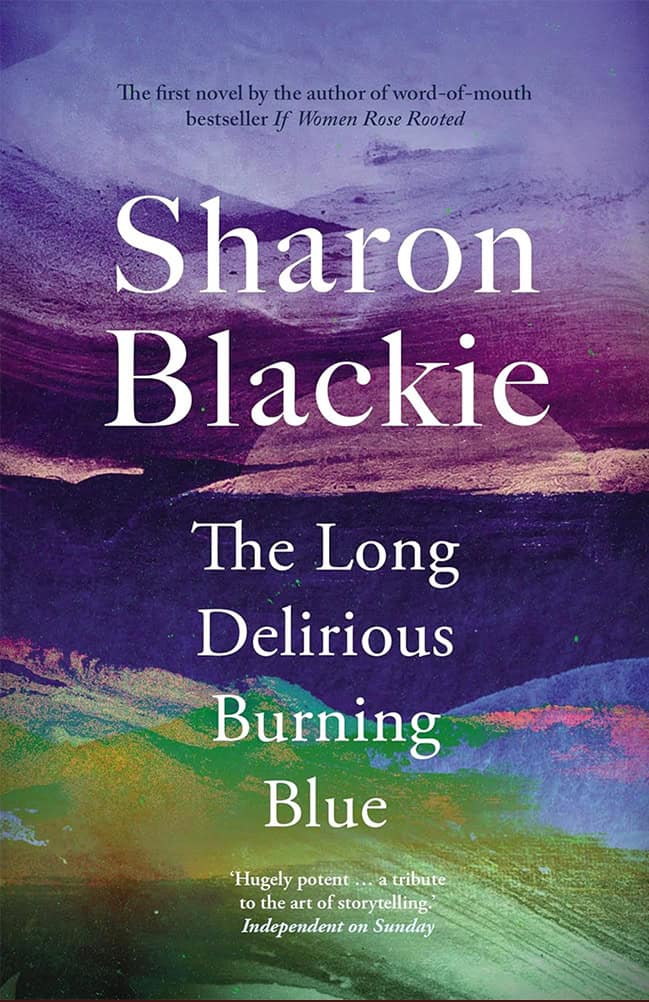 The first novel by the author of word-of-mouth
bestseller If Women Rose Rooted
Sharon
Blackie
The Long
Delirious
Burning
Blue
‘Hugely potent … a tribute
to the art of storytelling.’
Independent on Sunday